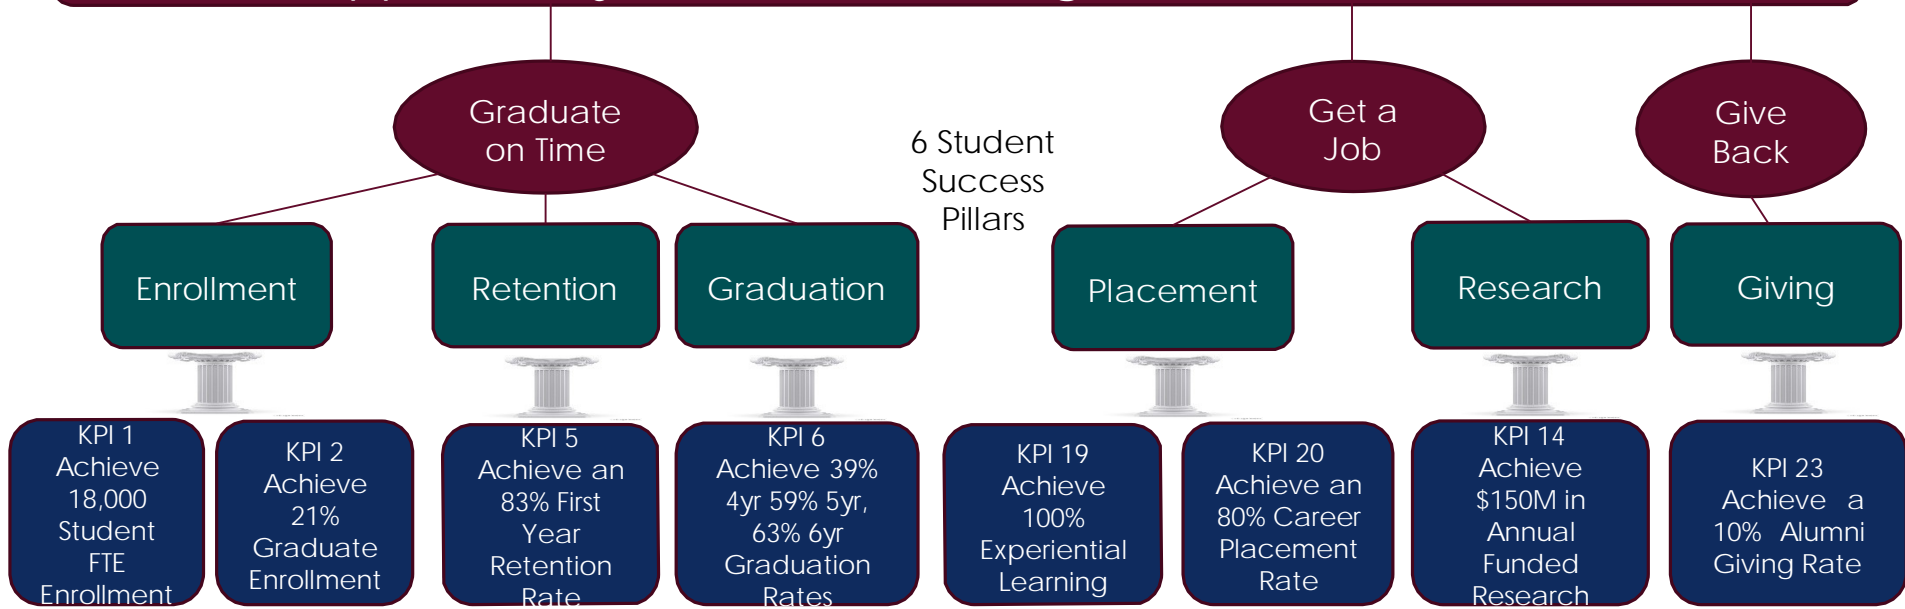 Graduate
on Time
6 Student
Success
Pillars
Get a
Job
Give
Back
Enrollment
Retention
Graduation
Placement
Research
Giving
KPI 1
Achieve
18,000
Student
FTE
Enrollment
KPI 2
Achieve
21%
Graduate
Enrollment
KPI 5
Achieve an
83% First
Year
Retention
Rate
KPI 6
Achieve 39%
4yr 59% 5yr,
63% 6yr
Graduation
Rates
KPI 19
Achieve
100%
Experiential
Learning
KPI 20
Achieve an
80% Career
Placement
Rate
KPI 14
Achieve
$150M in
Annual
Funded
Research
KPI 23
Achieve a
10% Alumni
Giving Rate